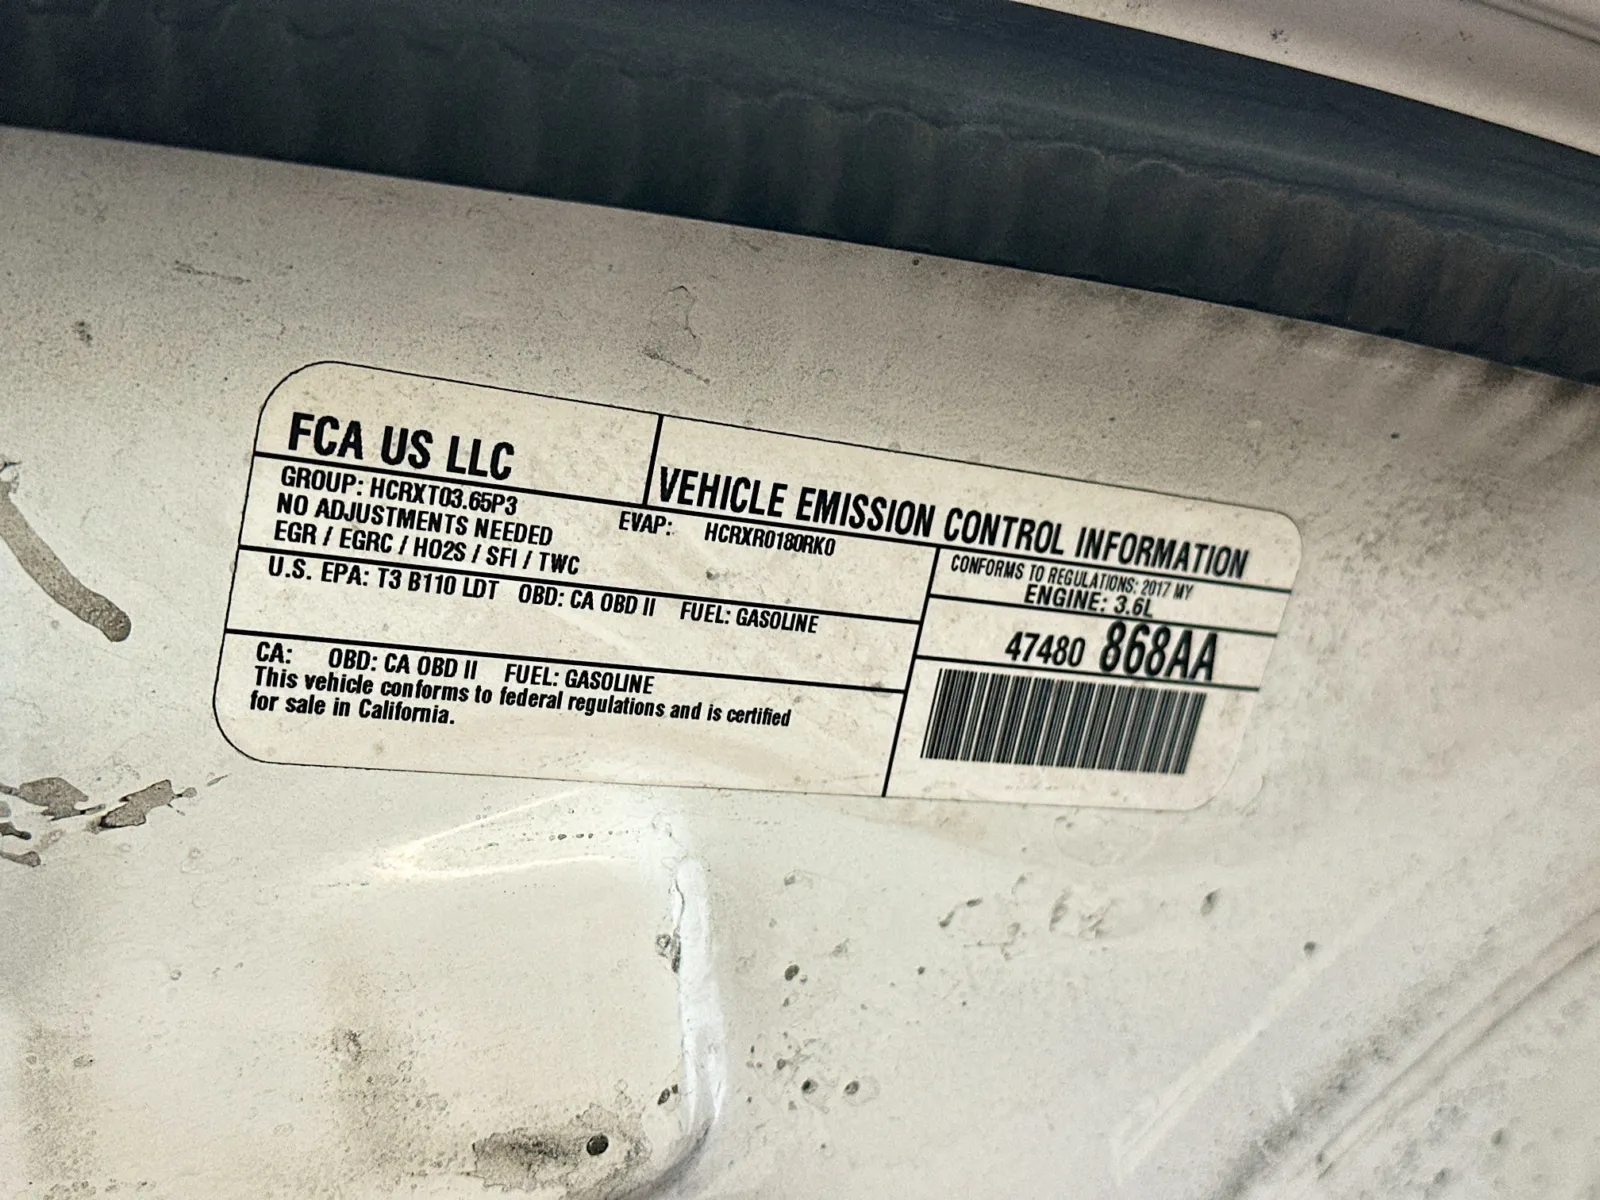 FCA US LLC
VEHICLE EMISSION CONTROL INFORMATION
GROUP: HCRXT03.65P3
EVAP: HCRXR0180RK0
NO ADJUSTMENTS NEEDED
EGR / EGRC / HO2S / SFI / TWC
CONFORMS TO REGULATIONS: 2017 MY
ENGINE: 3.6L
U.S. EPA: T3 B110 LDT OBD: CA OBD II FUEL: GASOLINE
47480 868AA
CA: OBD: CA OBD II FUEL: GASOLINE
This vehicle conforms to federal regulations and is certified
for sale in California.